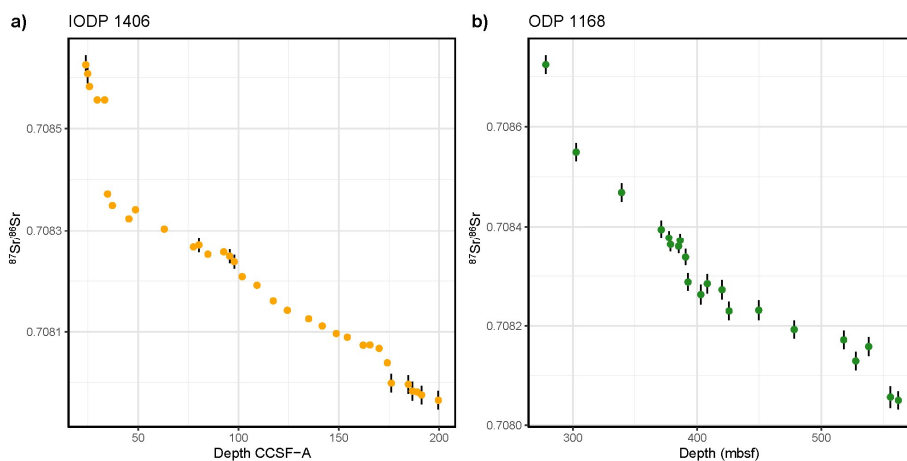 a) IODP 1406
0.7085
0.7083
0.7081
87Sr/86Sr
50 100 150 200
Depth CCSF−A
b) ODP 1168
0.7086
0.7084
0.7082
0.7080
87Sr/86Sr
300 400 500
Depth (mbsf)